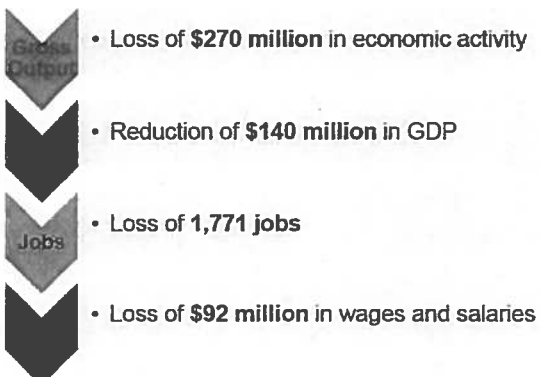 Gross
Output
• Loss of $270 million in economic activity
• Reduction of $140 million in GDP
Jobs
• Loss of 1,771 jobs
• Loss of $92 million in wages and salaries